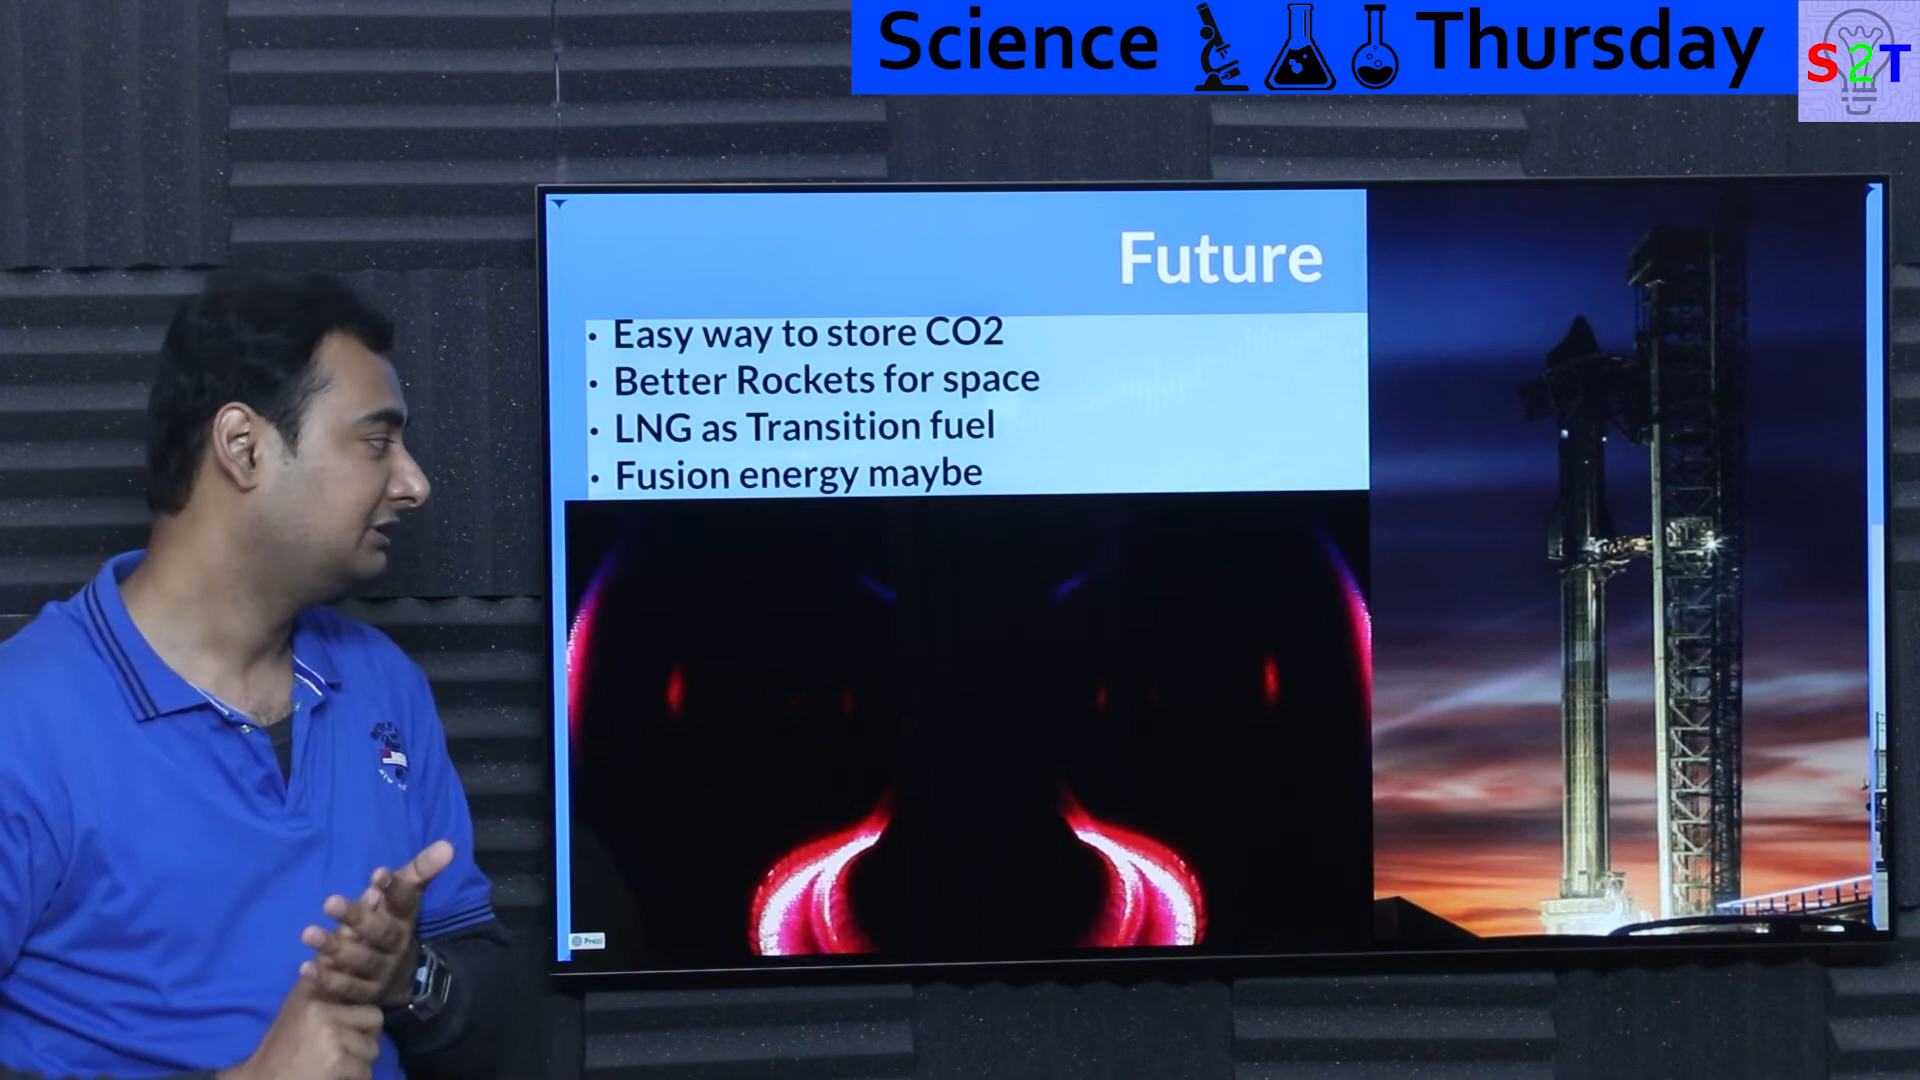 Science Thursday
S2T
Future
• Easy way to store CO2
• Better Rockets for space
• LNG as Transition fuel
• Fusion energy maybe
Prezi